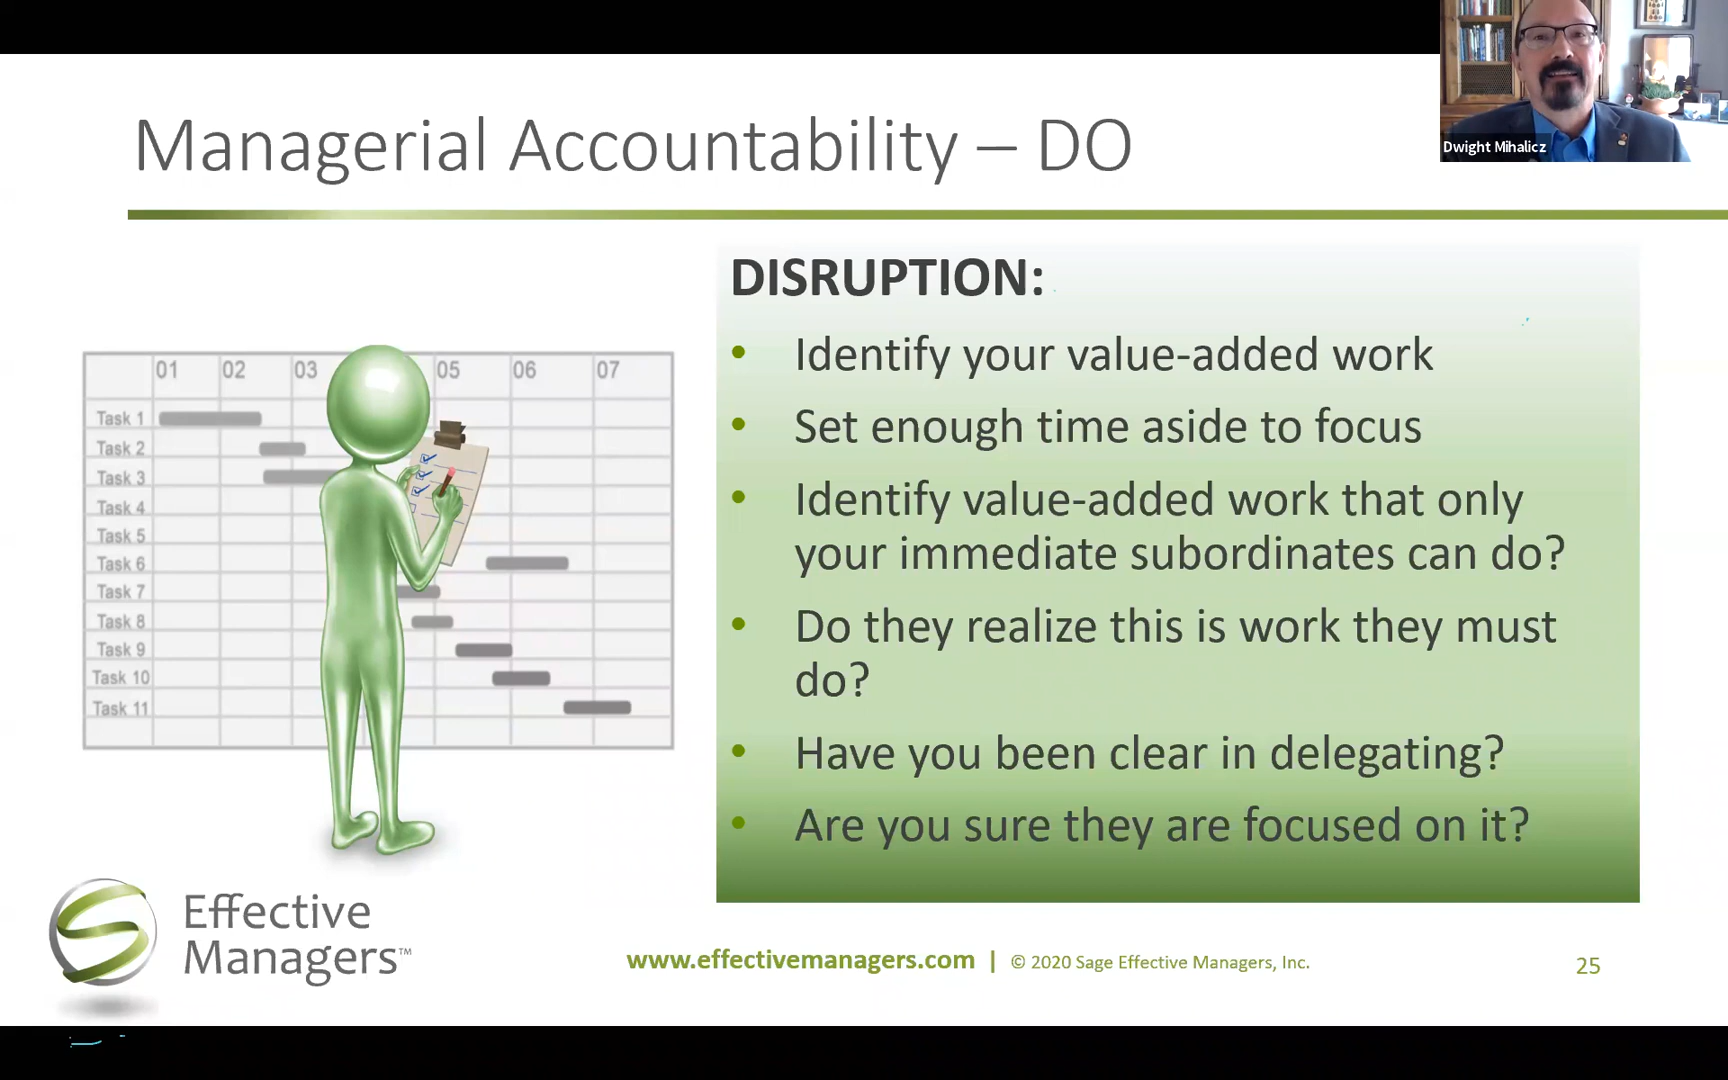 Dwight Mihalicz
Managerial Accountability – DO
DISRUPTION:
• Identify your value-added work
• Set enough time aside to focus
• Identify value-added work that only
your immediate subordinates can do?
• Do they realize this is work they must
do?
• Have you been clear in delegating?
• Are you sure they are focused on it?
01 02 03 05 06 07
Task 1
Task 2
Task 3
Task 4
Task 5
Task 6
Task 7
Task 8
Task 9
Task 10
Task 11
Effective
Managers™
www.effectivemanagers.com | © 2020 Sage Effective Managers, Inc.
25